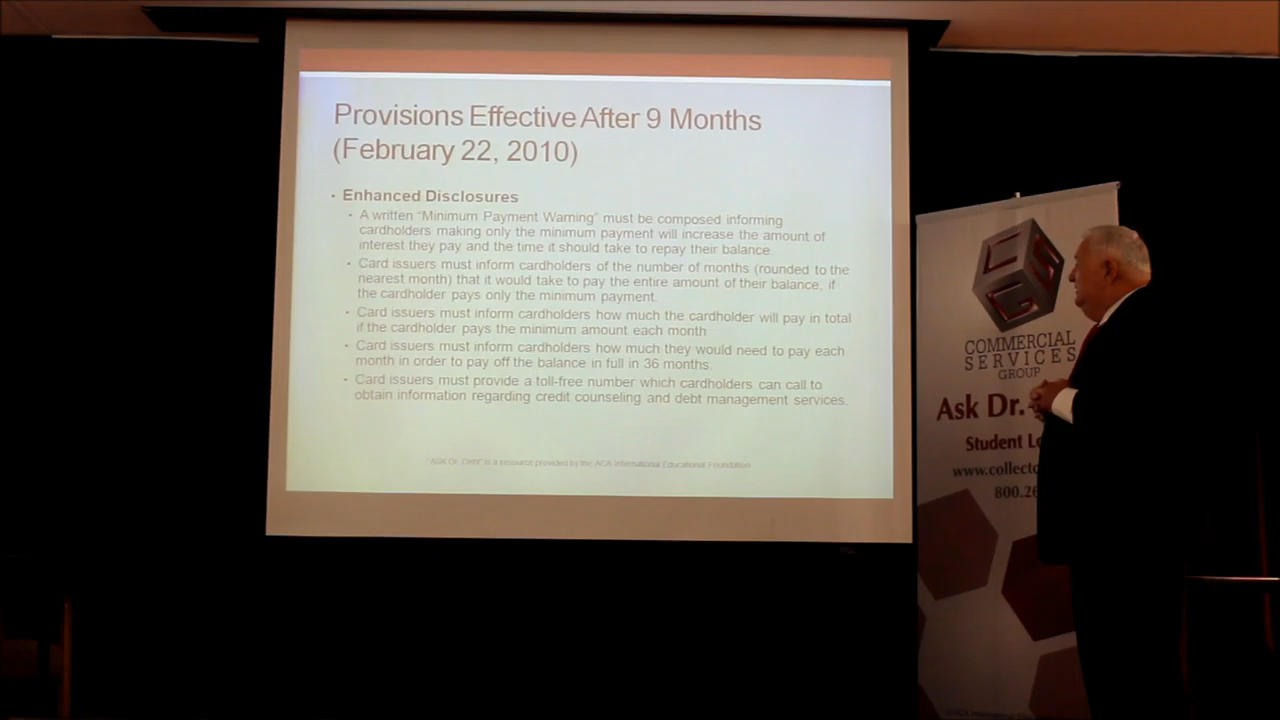 Provisions Effective After 9 Months
(February 22, 2010)
• Enhanced Disclosures
• A written "Minimum Payment Warning" must be composed informing
cardholders making only the minimum payment will increase the amount of
interest they pay and the time it should take to repay their balance.
• Card issuers must inform cardholders of the number of months (rounded to the
nearest month) that it would take to pay the entire amount of their balance, if
the cardholder pays only the minimum payment.
• Card issuers must inform cardholders how much the cardholder will pay in total
if the cardholder pays the minimum amount each month
• Card issuers must inform cardholders how much they would need to pay each
month in order to pay off the balance in full in 36 months.
• Card issuers must provide a toll-free number which cardholders can call to
obtain information regarding credit counseling and debt management services.
"ASK Dr. Debt" is a resource provided by the ACA International Educational Foundation
CSG
COMMERCIAL
SERVICES
GROUP
Ask Dr.
Student Lo
www.collecto
800.26